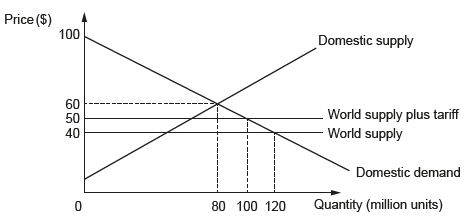 Price ($)
100
Domestic supply
60
50
World supply plus tariff
40
World supply
Domestic demand
0
80 100 120
Quantity (million units)